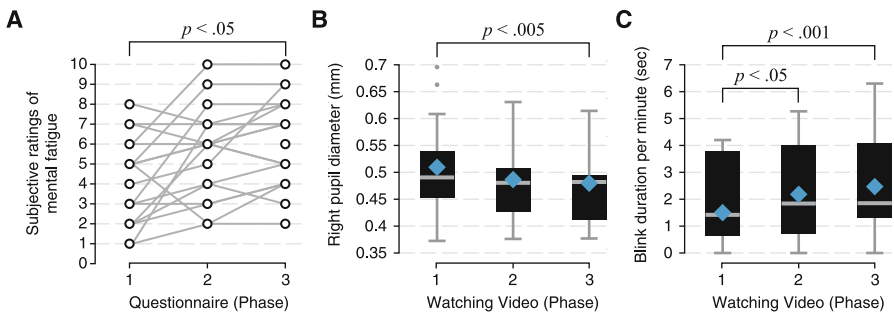 A
p < .05
Subjective ratings of
mental fatigue
10
9
8
7
6
5
4
3
2
1
0
1 2 3
Questionnaire (Phase)
B
p < .005
Right pupil diameter (mm)
0.7
0.65
0.6
0.55
0.5
0.45
0.4
0.35
1 2 3
Watching Video (Phase)
C
p < .001
p < .05
Blink duration per minute (sec)
7
6
5
4
3
2
1
0
1 2 3
Watching Video (Phase)